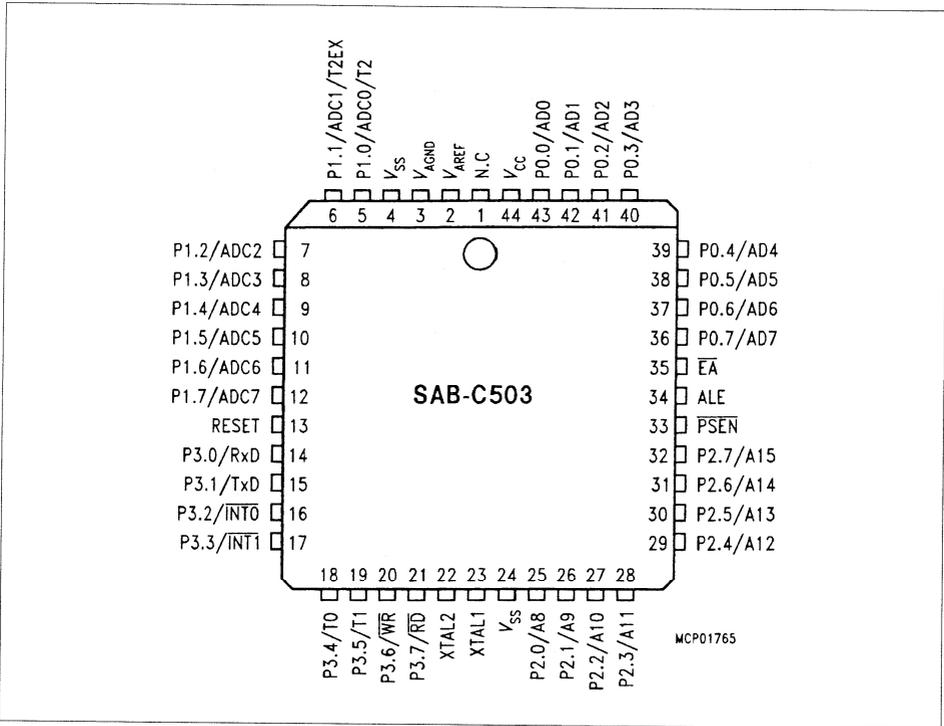 P1.1/ADC1/T2EX
P1.0/ADC0/T2
VSS
VAGND
VAREF
N.C
VCC
P0.0/AD0
P0.1/AD1
P0.2/AD2
P0.3/AD3
6 5 4 3 2 1 44 43 42 41 40
P1.2/ADC2 7
P1.3/ADC3 8
P1.4/ADC4 9
P1.5/ADC5 10
P1.6/ADC6 11
P1.7/ADC7 12
RESET 13
P3.0/RxD 14
P3.1/TxD 15
P3.2/I̅N̅T̅0̅ 16
P3.3/I̅N̅T̅1̅ 17
SAB-C503
39 P0.4/AD4
38 P0.5/AD5
37 P0.6/AD6
36 P0.7/AD7
35 E̅A̅
34 ALE
33 P̅S̅E̅N̅
32 P2.7/A15
31 P2.6/A14
30 P2.5/A13
29 P2.4/A12
18 19 20 21 22 23 24 25 26 27 28
P3.4/T0
P3.5/T1
P3.6/W̅R̅
P3.7/R̅D̅
XTAL2
XTAL1
VSS
P2.0/A8
P2.1/A9
P2.2/A10
P2.3/A11
MCP01765